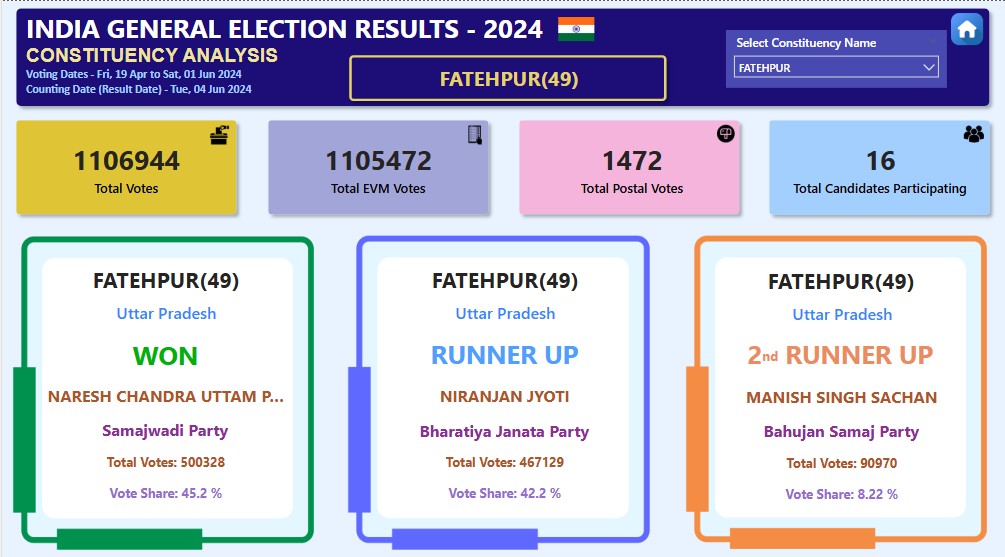 INDIA GENERAL ELECTION RESULTS - 2024
CONSTITUENCY ANALYSIS
Voting Dates - Fri, 19 Apr to Sat, 01 Jun 2024
Counting Date (Result Date) - Tue, 04 Jun 2024
FATEHPUR(49)
Select Constituency Name
FATEHPUR
1106944
Total Votes
1105472
Total EVM Votes
1472
Total Postal Votes
16
Total Candidates Participating
FATEHPUR(49)
Uttar Pradesh
WON
NARESH CHANDRA UTTAM P...
Samajwadi Party
Total Votes: 500328
Vote Share: 45.2 %
FATEHPUR(49)
Uttar Pradesh
RUNNER UP
NIRANJAN JYOTI
Bharatiya Janata Party
Total Votes: 467129
Vote Share: 42.2 %
FATEHPUR(49)
Uttar Pradesh
2nd RUNNER UP
MANISH SINGH SACHAN
Bahujan Samaj Party
Total Votes: 90970
Vote Share: 8.22 %